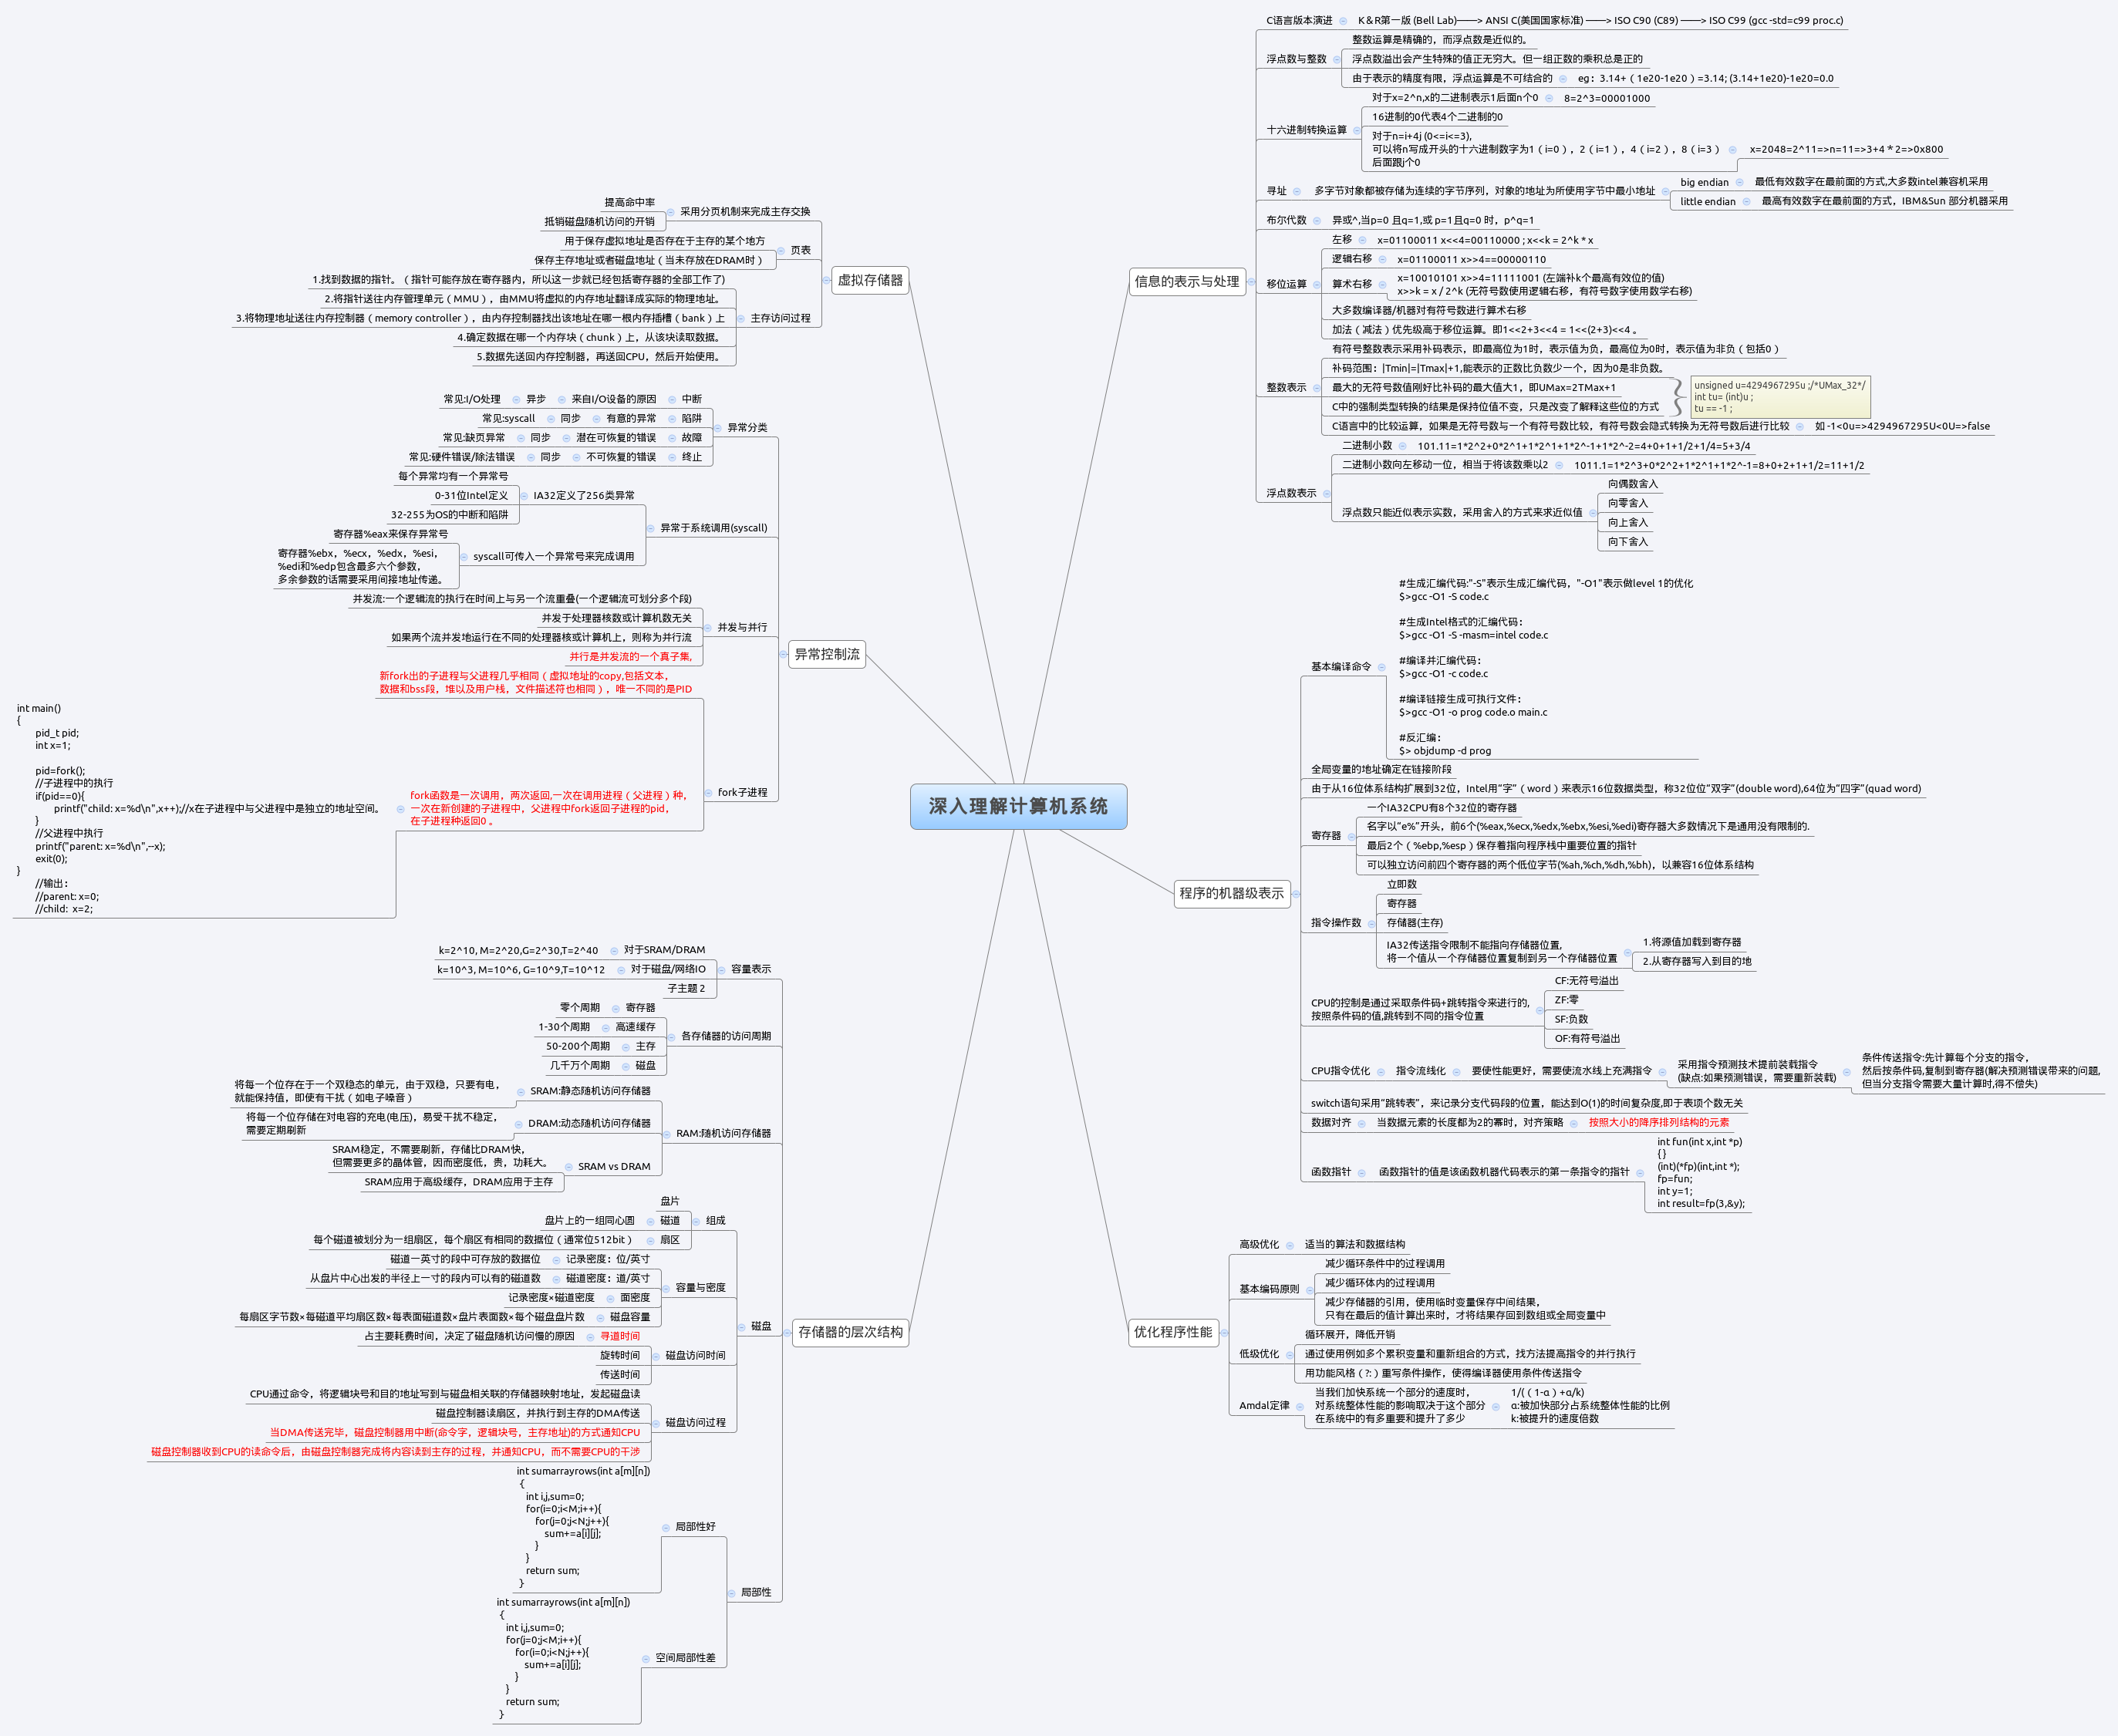 深入理解计算机系统
信息的表示与处理
C语言版本演进
K＆R第一版 (Bell Lab)——> ANSI C(美国国家标准) ——> ISO C90 (C89) ——> ISO C99 (gcc -std=c99 proc.c)
浮点数与整数
整数运算是精确的，而浮点数是近似的。
浮点数溢出会产生特殊的值正无穷大。但一组正数的乘积总是正的
由于表示的精度有限，浮点运算是不可结合的
eg：3.14+（1e20-1e20）=3.14; (3.14+1e20)-1e20=0.0
十六进制转换运算
对于x=2^n,x的二进制表示1后面n个0
8=2^3=00001000
16进制的0代表4个二进制的0
对于n=i+4j (0<=i<=3),
可以将n写成开头的十六进制数字为1（i=0），2（i=1），4（i=2），8（i=3）
后面跟j个0
x=2048=2^11=>n=11=>3+4＊2=>0x800
寻址
多字节对象都被存储为连续的字节序列，对象的地址为所使用字节中最小地址
big endian
最低有效数字在最前面的方式,大多数intel兼容机采用
little endian
最高有效数字在最前面的方式，IBM&Sun 部分机器采用
布尔代数
异或^,当p=0 且q=1,或 p=1且q=0 时，p^q=1
移位运算
左移
x=01100011 x<<4=00110000 ; x<<k = 2^k * x
逻辑右移
x=01100011 x>>4==00000110
算术右移
x=10010101 x>>4=11111001 (左端补k个最高有效位的值)
x>>k = x / 2^k (无符号数使用逻辑右移，有符号数字使用数学右移)
大多数编译器/机器对有符号数进行算术右移
加法（减法）优先级高于移位运算。即1<<2+3<<4 = 1<<(2+3)<<4 。
整数表示
有符号整数表示采用补码表示，即最高位为1时，表示值为负，最高位为0时，表示值为非负（包括0）
补码范围：|Tmin|=|Tmax|+1,能表示的正数比负数少一个，因为0是非负数。
最大的无符号数值刚好比补码的最大值大1，即UMax=2TMax+1
C中的强制类型转换的结果是保持位值不变，只是改变了解释这些位的方式
unsigned u=4294967295u ;/*UMax_32*/
int tu= (int)u ;
tu == -1 ;
C语言中的比较运算，如果是无符号数与一个有符号数比较，有符号数会隐式转换为无符号数后进行比较
如 -1<0u=>4294967295U<0U=>false
浮点数表示
二进制小数
101.11=1*2^2+0*2^1+1*2^1+1*2^-1+1*2^-2=4+0+1+1/2+1/4=5+3/4
二进制小数向左移动一位，相当于将该数乘以2
1011.1=1*2^3+0*2^2+1*2^1+1*2^-1=8+0+2+1+1/2=11+1/2
浮点数只能近似表示实数，采用舍入的方式来求近似值
向偶数舍入
向零舍入
向上舍入
向下舍入
程序的机器级表示
基本编译命令
#生成汇编代码:"-S"表示生成汇编代码，"-O1"表示做level 1的优化
$>gcc -O1 -S code.c
#生成Intel格式的汇编代码：
$>gcc -O1 -S -masm=intel code.c
#编译并汇编代码：
$>gcc -O1 -c code.c
#编译链接生成可执行文件：
$>gcc -O1 -o prog code.o main.c
#反汇编：
$> objdump -d prog
全局变量的地址确定在链接阶段
由于从16位体系结构扩展到32位，Intel用“字”（word）来表示16位数据类型，称32位位“双字”(double word),64位为“四字”(quad word)
寄存器
一个IA32CPU有8个32位的寄存器
名字以“e%”开头，前6个(%eax,%ecx,%edx,%ebx,%esi,%edi)寄存器大多数情况下是通用没有限制的.
最后2个（%ebp,%esp）保存着指向程序栈中重要位置的指针
可以独立访问前四个寄存器的两个低位字节(%ah,%ch,%dh,%bh)，以兼容16位体系结构
指令操作数
立即数
寄存器
存储器(主存)
IA32传送指令限制不能指向存储器位置,
将一个值从一个存储器位置复制到另一个存储器位置
1.将源值加载到寄存器
2.从寄存器写入到目的地
CPU的控制是通过采取条件码+跳转指令来进行的,
按照条件码的值,跳转到不同的指令位置
CF:无符号溢出
ZF:零
SF:负数
OF:有符号溢出
CPU指令优化
指令流线化
要使性能更好，需要使流水线上充满指令
采用指令预测技术提前装载指令
(缺点:如果预测错误，需要重新装载)
条件传送指令:先计算每个分支的指令，
然后按条件码,复制到寄存器(解决预测错误带来的问题,
但当分支指令需要大量计算时,得不偿失)
switch语句采用“跳转表”，来记录分支代码段的位置，能达到O(1)的时间复杂度,即于表项个数无关
数据对齐
当数据元素的长度都为2的幂时，对齐策略
按照大小的降序排列结构的元素
函数指针
函数指针的值是该函数机器代码表示的第一条指令的指针
int fun(int x,int *p)
{ }
(int)(*fp)(int,int *);
fp=fun;
int y=1;
int result=fp(3,&y);
优化程序性能
高级优化
适当的算法和数据结构
基本编码原则
减少循环条件中的过程调用
减少循环体内的过程调用
减少存储器的引用，使用临时变量保存中间结果，
只有在最后的值计算出来时，才将结果存回到数组或全局变量中
低级优化
循环展开，降低开销
通过使用例如多个累积变量和重新组合的方式，找方法提高指令的并行执行
用功能风格（?:）重写条件操作，使得编译器使用条件传送指令
Amdal定律
当我们加快系统一个部分的速度时，
对系统整体性能的影响取决于这个部分
在系统中的有多重要和提升了多少
1/(（1-α）+α/k)
α:被加快部分占系统整体性能的比例
k:被提升的速度倍数
虚拟存储器
采用分页机制来完成主存交换
提高命中率
抵销磁盘随机访问的开销
页表
用于保存虚拟地址是否存在于主存的某个地方
保存主存地址或者磁盘地址（当未存放在DRAM时）
主存访问过程
1.找到数据的指针。（指针可能存放在寄存器内，所以这一步就已经包括寄存器的全部工作了)
2.将指针送往内存管理单元（MMU），由MMU将虚拟的内存地址翻译成实际的物理地址。
3.将物理地址送往内存控制器（memory controller），由内存控制器找出该地址在哪一根内存插槽（bank）上
4.确定数据在哪一个内存块（chunk）上，从该块读取数据。
5.数据先送回内存控制器，再送回CPU，然后开始使用。
异常控制流
异常分类
中断
来自I/O设备的原因
异步
常见:I/O处理
陷阱
有意的异常
同步
常见:syscall
故障
潜在可恢复的错误
同步
常见:缺页异常
终止
不可恢复的错误
同步
常见:硬件错误/除法错误
异常于系统调用(syscall)
IA32定义了256类异常
每个异常均有一个异常号
0-31位Intel定义
32-255为OS的中断和陷阱
syscall可传入一个异常号来完成调用
寄存器%eax来保存异常号
寄存器%ebx，%ecx，%edx，%esi，
%edi和%edp包含最多六个参数，
多余参数的话需要采用间接地址传递。
并发与并行
并发流:一个逻辑流的执行在时间上与另一个流重叠(一个逻辑流可划分多个段)
并发于处理器核数或计算机数无关
如果两个流并发地运行在不同的处理器核或计算机上，则称为并行流
并行是并发流的一个真子集,
fork子进程
新fork出的子进程与父进程几乎相同（虚拟地址的copy,包括文本，
数据和bss段，堆以及用户栈，文件描述符也相同），唯一不同的是PID
fork函数是一次调用，两次返回,一次在调用进程（父进程）种，
一次在新创建的子进程中，父进程中fork返回子进程的pid，
在子进程种返回0 。
int main()
{
pid_t pid;
int x=1;
pid=fork();
//子进程中的执行
if(pid==0){
printf("child: x=%d\n",x++);//x在子进程中与父进程中是独立的地址空间。
}
//父进程中执行
printf("parent: x=%d\n",--x);
exit(0);
}
//输出：
//parent: x=0;
//child:  x=2;
存储器的层次结构
容量表示
对于SRAM/DRAM
k=2^10, M=2^20,G=2^30,T=2^40
对于磁盘/网络IO
k=10^3, M=10^6, G=10^9,T=10^12
子主题 2
各存储器的访问周期
寄存器
零个周期
高速缓存
1-30个周期
主存
50-200个周期
磁盘
几千万个周期
RAM:随机访问存储器
SRAM:静态随机访问存储器
将每一个位存在于一个双稳态的单元，由于双稳，只要有电，
就能保持值，即使有干扰（如电子噪音）
DRAM:动态随机访问存储器
将每一个位存储在对电容的充电(电压)，易受干扰不稳定，
需要定期刷新
SRAM vs DRAM
SRAM稳定，不需要刷新，存储比DRAM快，
但需要更多的晶体管，因而密度低，贵，功耗大。
SRAM应用于高级缓存，DRAM应用于主存
磁盘
组成
盘片
磁道
盘片上的一组同心圆
扇区
每个磁道被划分为一组扇区，每个扇区有相同的数据位（通常位512bit）
容量与密度
记录密度：位/英寸
磁道一英寸的段中可存放的数据位
磁道密度：道/英寸
从盘片中心出发的半径上一寸的段内可以有的磁道数
面密度
记录密度×磁道密度
磁盘容量
每扇区字节数×每磁道平均扇区数×每表面磁道数×盘片表面数×每个磁盘盘片数
磁盘访问时间
寻道时间
占主要耗费时间，决定了磁盘随机访问慢的原因
旋转时间
传送时间
磁盘访问过程
CPU通过命令，将逻辑块号和目的地址写到与磁盘相关联的存储器映射地址，发起磁盘读
磁盘控制器读扇区，并执行到主存的DMA传送
当DMA传送完毕，磁盘控制器用中断(命令字，逻辑块号，主存地址)的方式通知CPU
磁盘控制器收到CPU的读命令后，由磁盘控制器完成将内容读到主存的过程，并通知CPU，而不需要CPU的干涉
局部性
局部性好
int sumarrayrows(int a[m][n])
{
int i,j,sum=0;
for(i=0;i<M;i++){
for(j=0;j<N;j++){
sum+=a[i][j];
}
}
return sum;
}
空间局部性差
int sumarrayrows(int a[m][n])
{
int i,j,sum=0;
for(j=0;j<M;i++){
for(i=0;i<N;j++){
sum+=a[i][j];
}
}
return sum;
}